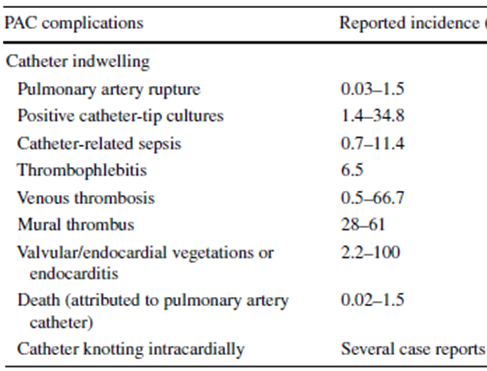 PAC complications Reported incidence (
Catheter indwelling
Pulmonary artery rupture 0.03–1.5
Positive catheter-tip cultures 1.4–34.8
Catheter-related sepsis 0.7–11.4
Thrombophlebitis 6.5
Venous thrombosis 0.5–66.7
Mural thrombus 28–61
Valvular/endocardial vegetations or 2.2–100
endocarditis
Death (attributed to pulmonary artery 0.02–1.5
catheter)
Catheter knotting intracardially Several case reports